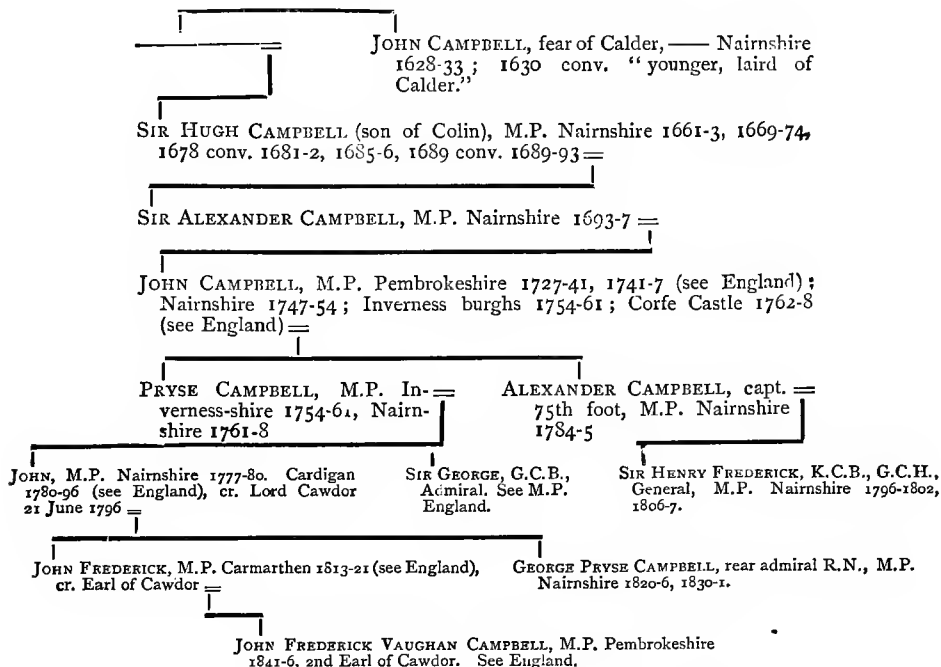 JOHN CAMPBELL, fear of Calder, —— Nairnshire
1628-33 ; 1630 conv. “ younger, laird of
Calder.”
SIR HUGH CAMPBELL (son of Colin), M.P. Nairnshire 1661-3, 1669-74,
1678 conv. 1681-2, 1685-6, 1689 conv. 1689-93
SIR ALEXANDER CAMPBELL, M.P. Nairnshire 1693-7
JOHN CAMPBELL, M.P. Pembrokeshire 1727-41, 1741-7 (see England) ;
Nairnshire 1747-54 ; Inverness burghs 1754-61 ; Corfe Castle 1762-8
(see England)
PRYSE CAMPBELL, M.P. In-
verness-shire 1754-61, Nairn-
shire 1761-8
ALEXANDER CAMPBELL, capt.
75th foot, M.P. Nairnshire
1784-5
JOHN, M.P. Nairnshire 1777-80. Cardigan
1780-96 (see England), cr. Lord Cawdor
21 June 1796
SIR GEORGE, G.C.B.,
Admiral. See M.P.
England.
SIR HENRY FREDERICK, K.C.B., G.C.H.,
General, M.P. Nairnshire 1796-1802,
1806-7.
JOHN FREDERICK, M.P. Carmarthen 1813-21 (see England),
cr. Earl of Cawdor
GEORGE PRYSE CAMPBELL, rear admiral R.N., M.P.
Nairnshire 1820-6, 1830-1.
JOHN FREDERICK VAUGHAN CAMPBELL, M.P. Pembrokeshire
1841-6, 2nd Earl of Cawdor. See England.